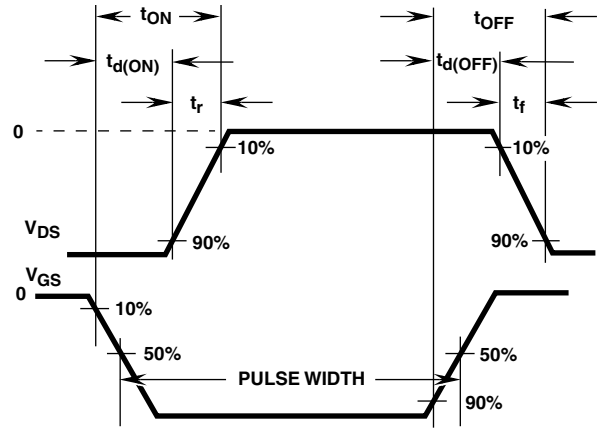 tON tOFF
td(ON) td(OFF)
tr tf
0
10% 10%
VDS
90% 90%
VGS
0
10%
50% 50%
PULSE WIDTH
90%